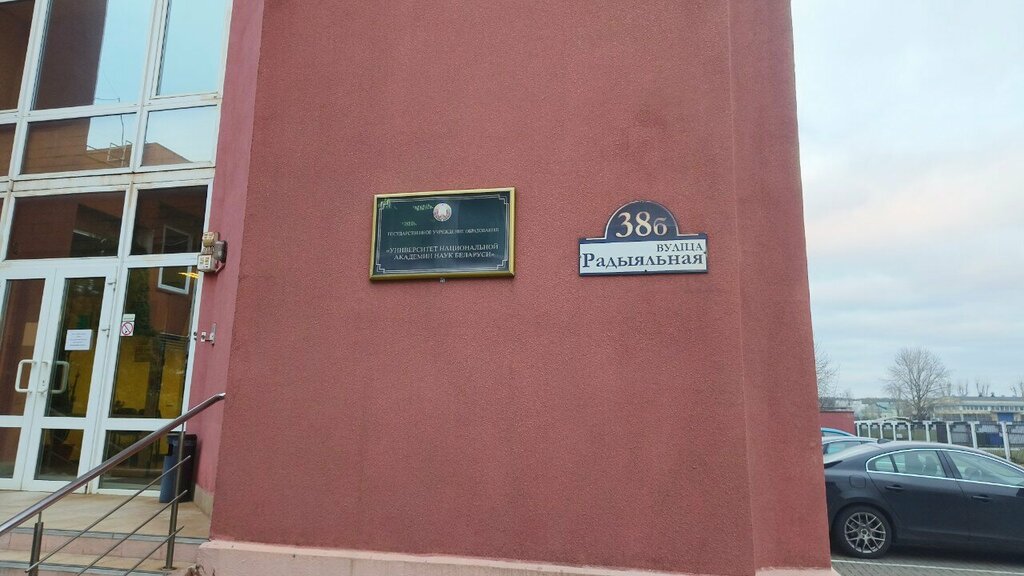 ГОСУДАРСТВЕННОЕ УЧРЕЖДЕНИЕ ОБРАЗОВАНИЯ
«УНИВЕРСИТЕТ НАЦИОНАЛЬНОЙ
АКАДЕМИИ НАУК БЕЛАРУСИ»
38б
ВУЛІЦА
Радыяльная